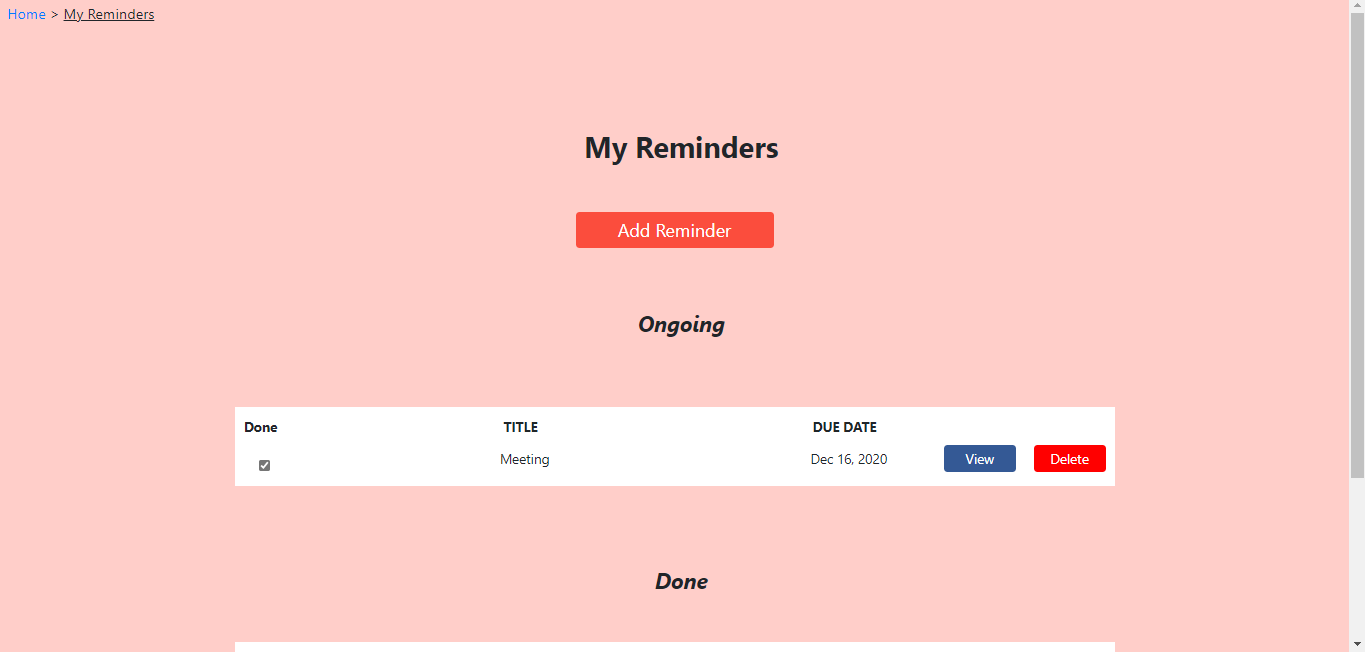 Home > My Reminders
My Reminders
Add Reminder
Ongoing
Done TITLE DUE DATE
Meeting Dec 16, 2020 View Delete
Done